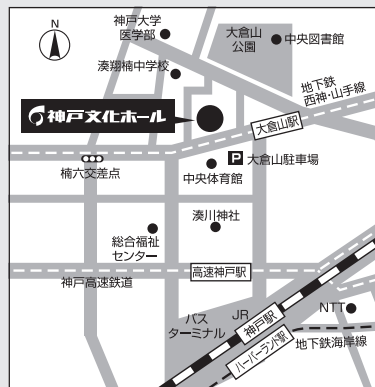 神戸大学
医学部
大倉山
公園
中央図書館
N
湊翔楠中学校
地下鉄
西神・山手線
神戸文化ホール
大倉山駅
P 大倉山駐車場
楠六交差点
中央体育館
湊川神社
総合福祉
センター
高速神戸駅
神戸高速鉄道
バス
ターミナル
JR
神戸駅
NTT
ハーバーランド駅
地下鉄海岸線